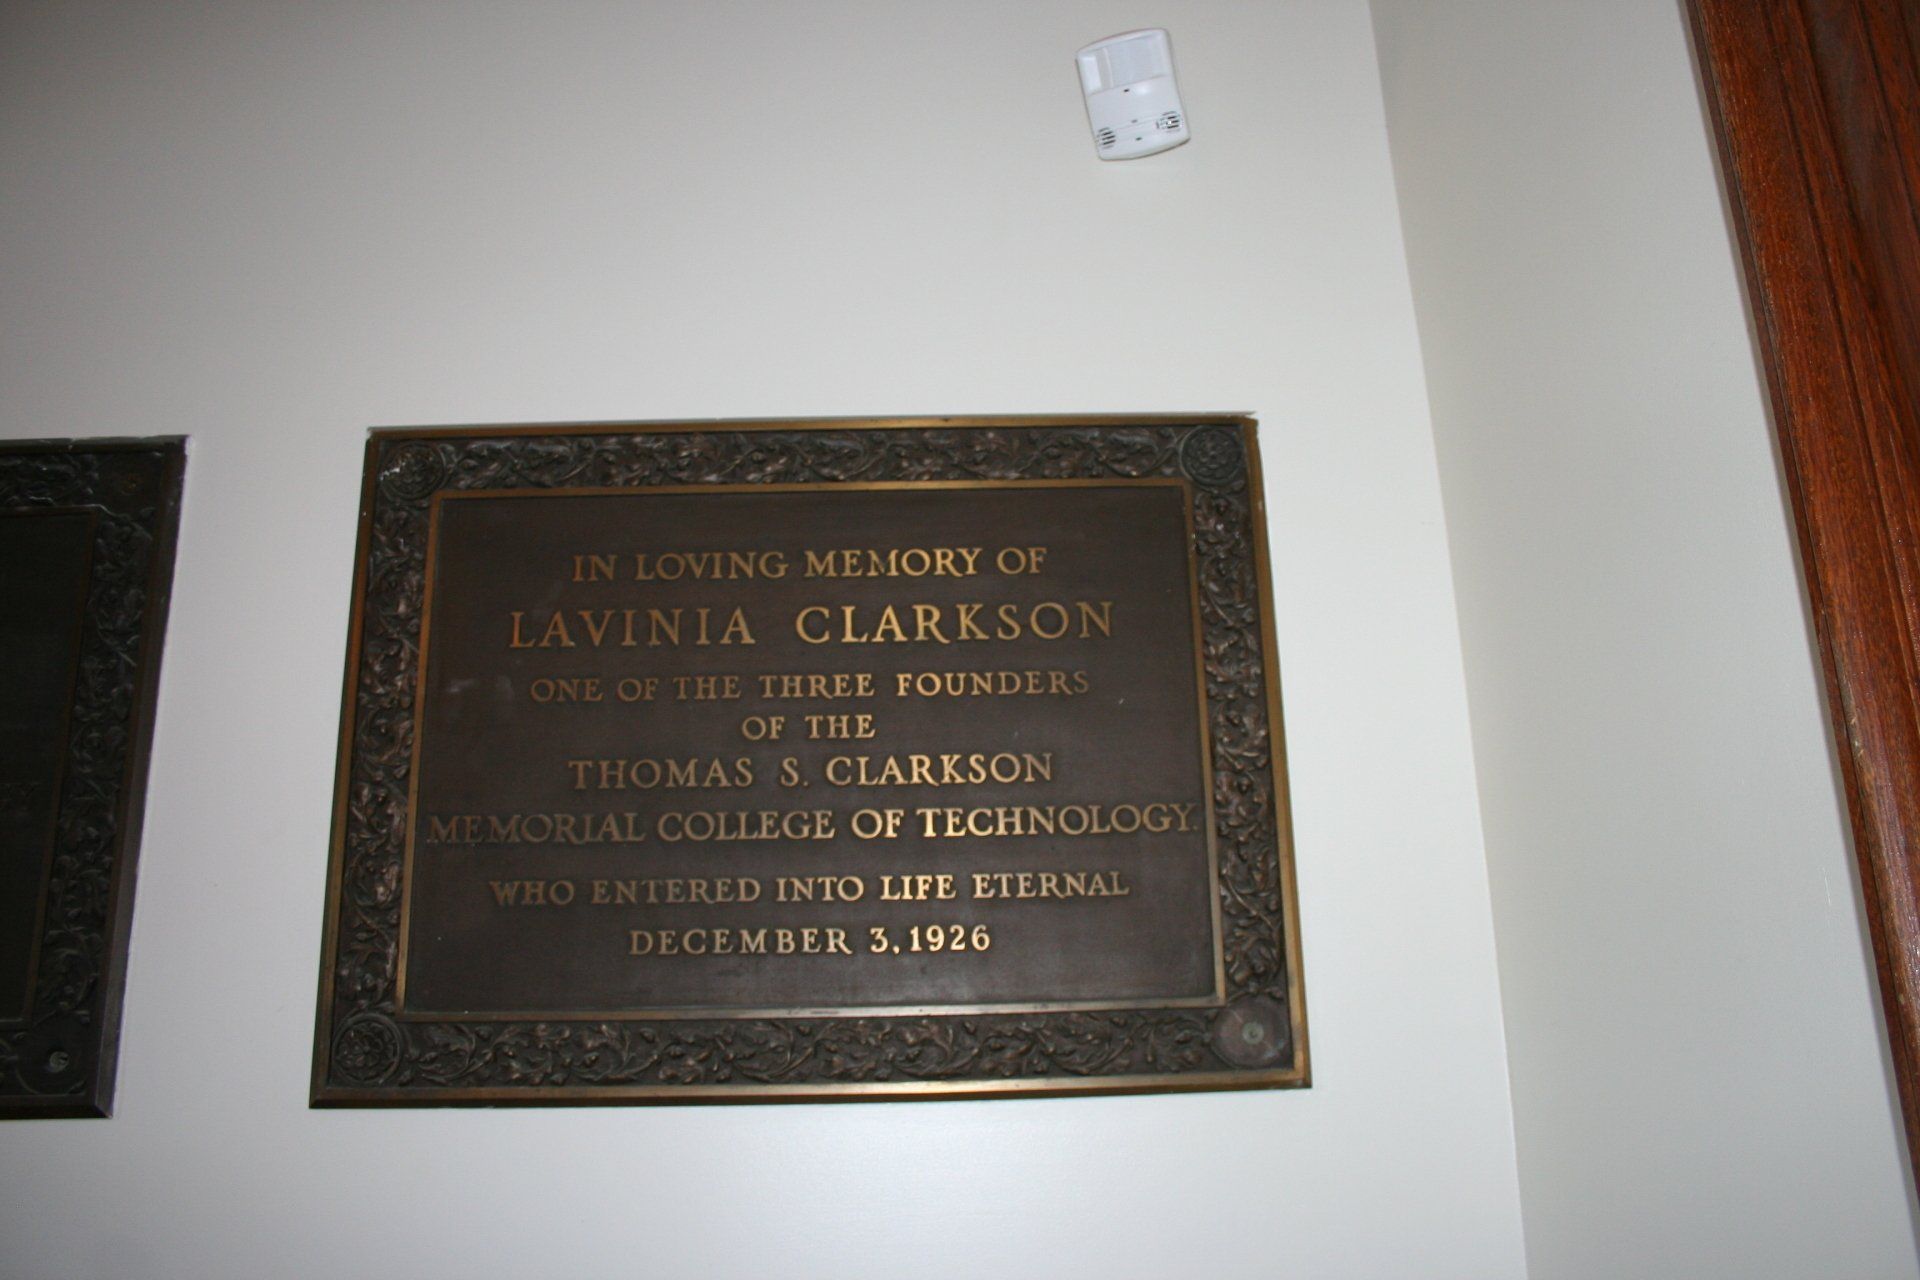 IN LOVING MEMORY OF
LAVINIA CLARKSON
ONE OF THE THREE FOUNDERS
OF THE
THOMAS S. CLARKSON
MEMORIAL COLLEGE OF TECHNOLOGY.
WHO ENTERED INTO LIFE ETERNAL
DECEMBER 3, 1926